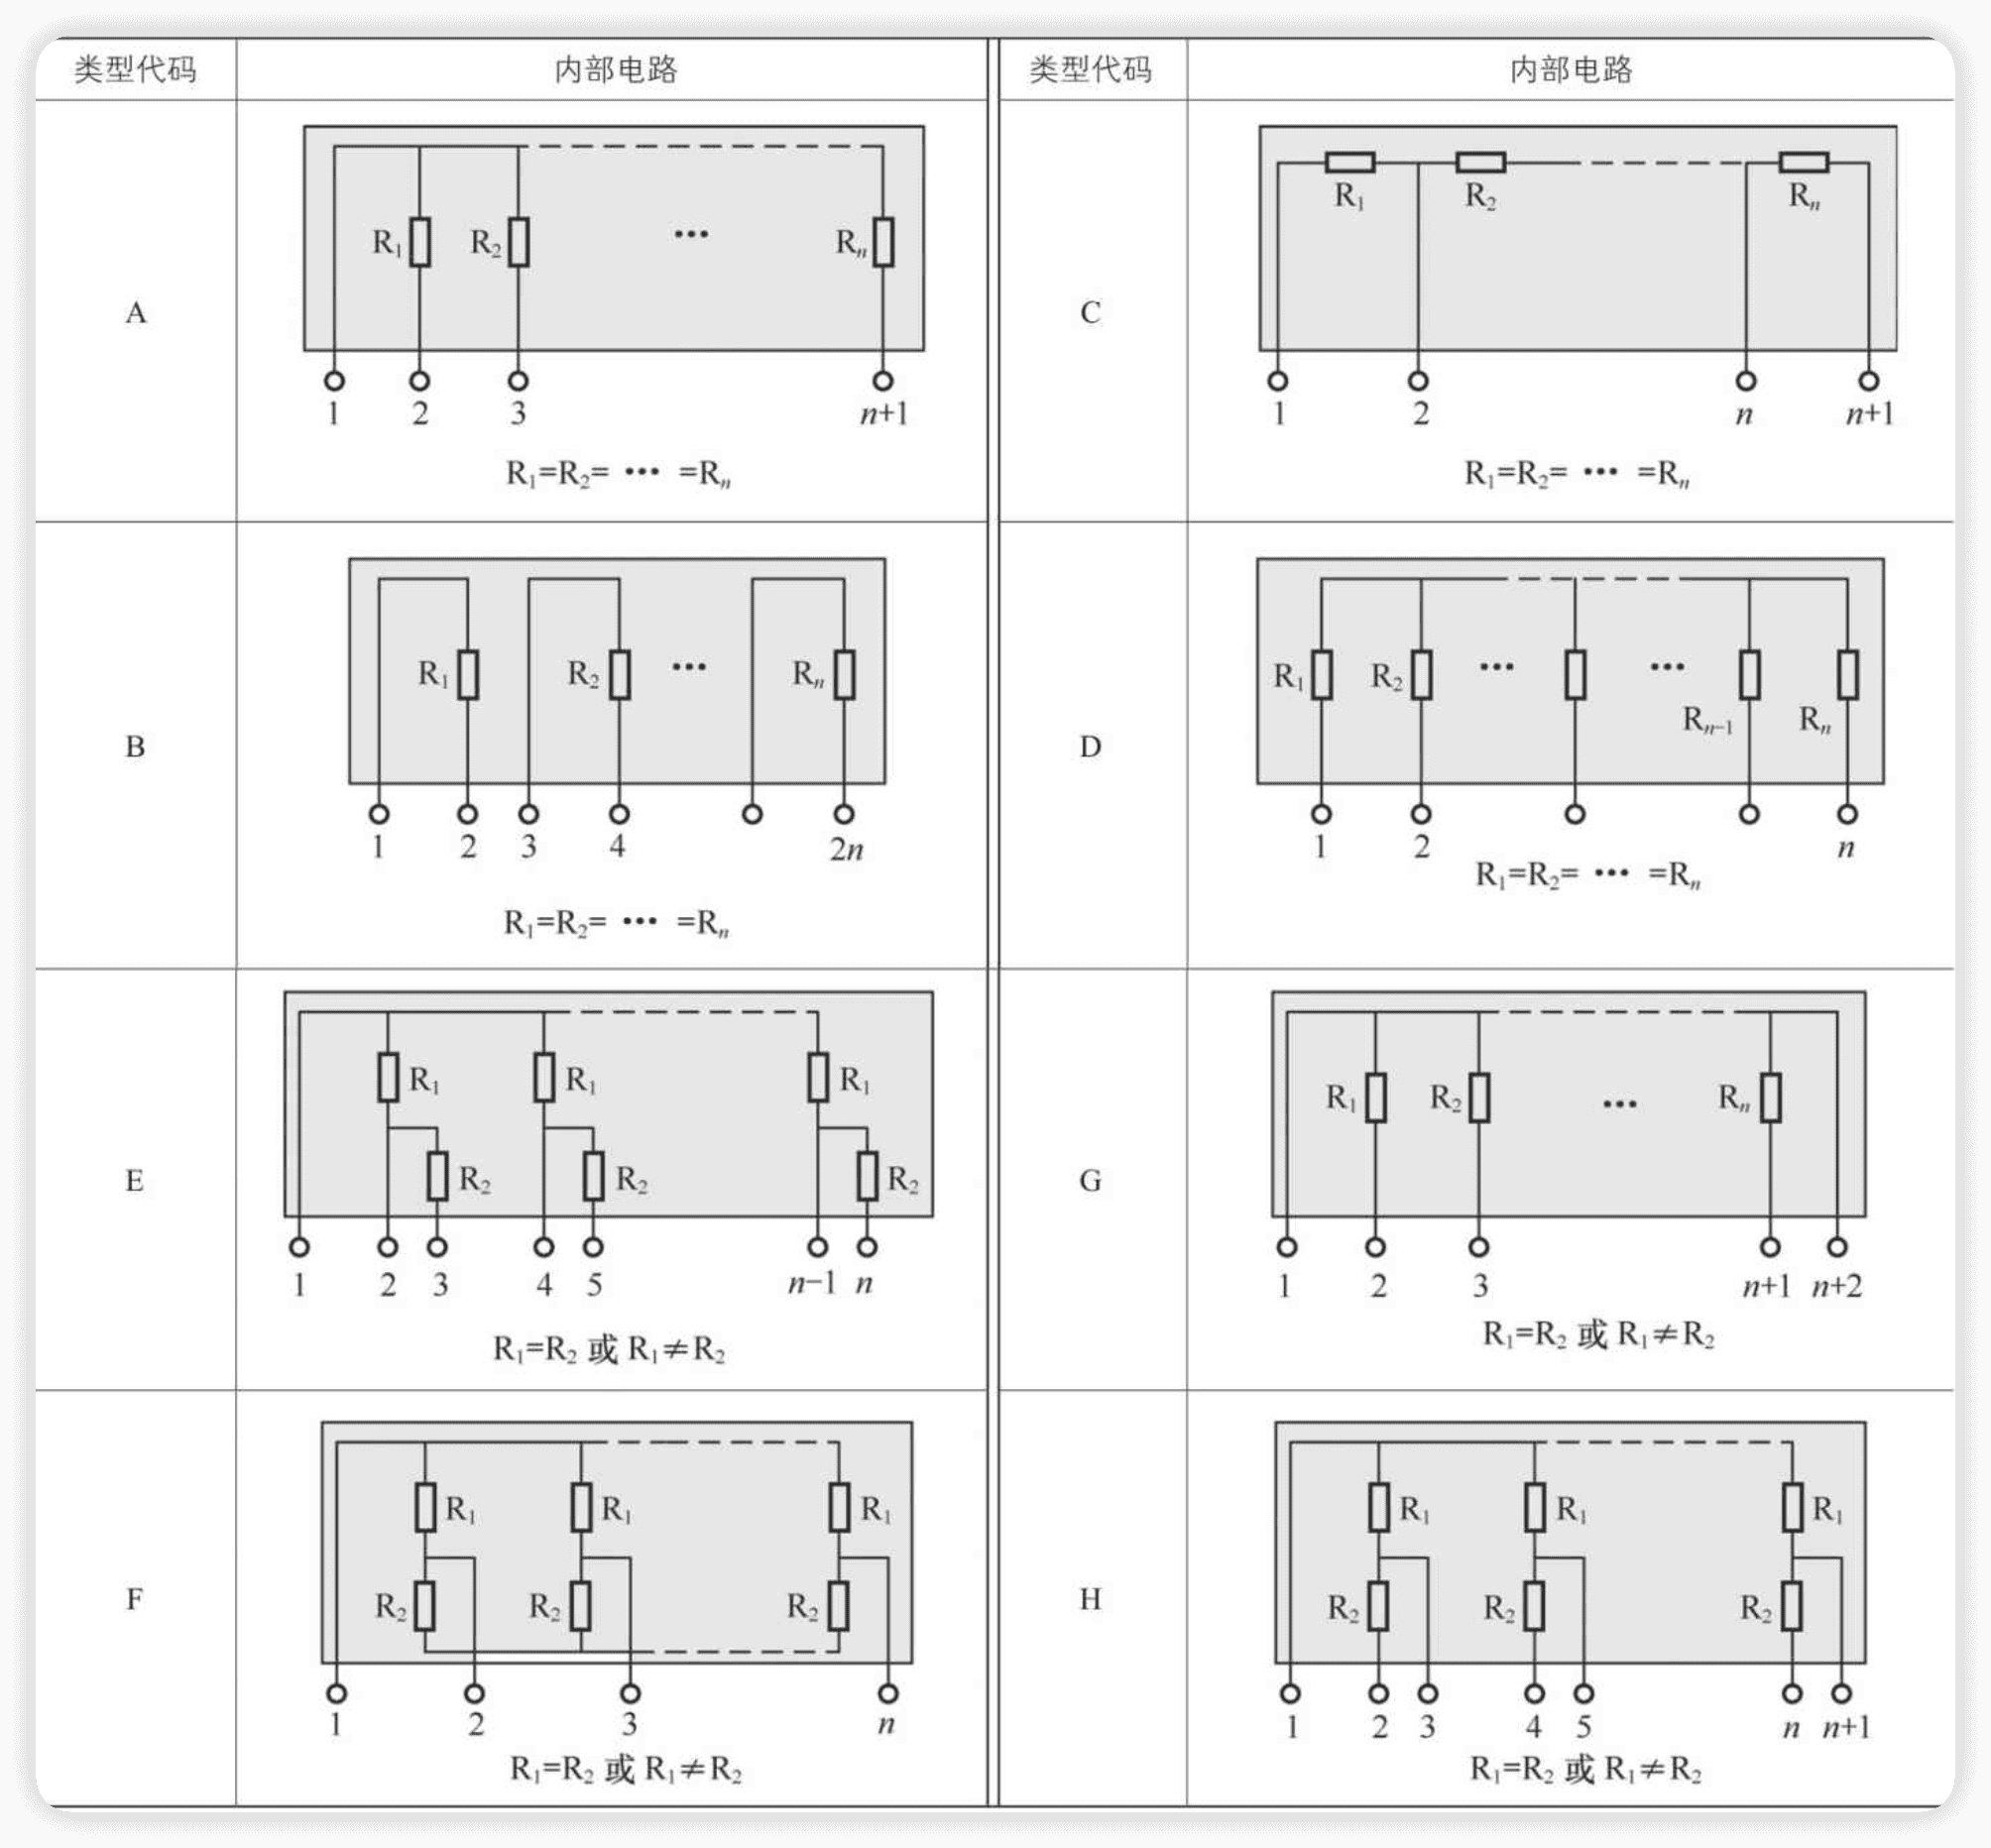 类型代码 内部电路 类型代码 内部电路
A
R₁ R₂ ••• Rₙ
1 2 3 n+1
R₁=R₂= ••• =Rₙ
C
R₁ R₂ Rₙ
1 2 n n+1
R₁=R₂= ••• =Rₙ
B
R₁ R₂ ••• Rₙ
1 2 3 4 2n
R₁=R₂= ••• =Rₙ
D
R₁ R₂ ••• ••• Rₙ₋₁ Rₙ
1 2 n
R₁=R₂= ••• =Rₙ
E
R₁ R₁ R₁
R₂ R₂ R₂
1 2 3 4 5 n−1 n
R₁=R₂ 或 R₁≠R₂
G
R₁ R₂ ••• Rₙ
1 2 3 n+1 n+2
R₁=R₂ 或 R₁≠R₂
F
R₁ R₁ R₁
R₂ R₂ R₂
1 2 3 n
R₁=R₂ 或 R₁≠R₂
H
R₁ R₁ R₁
R₂ R₂ R₂
1 2 3 4 5 n n+1
R₁=R₂ 或 R₁≠R₂